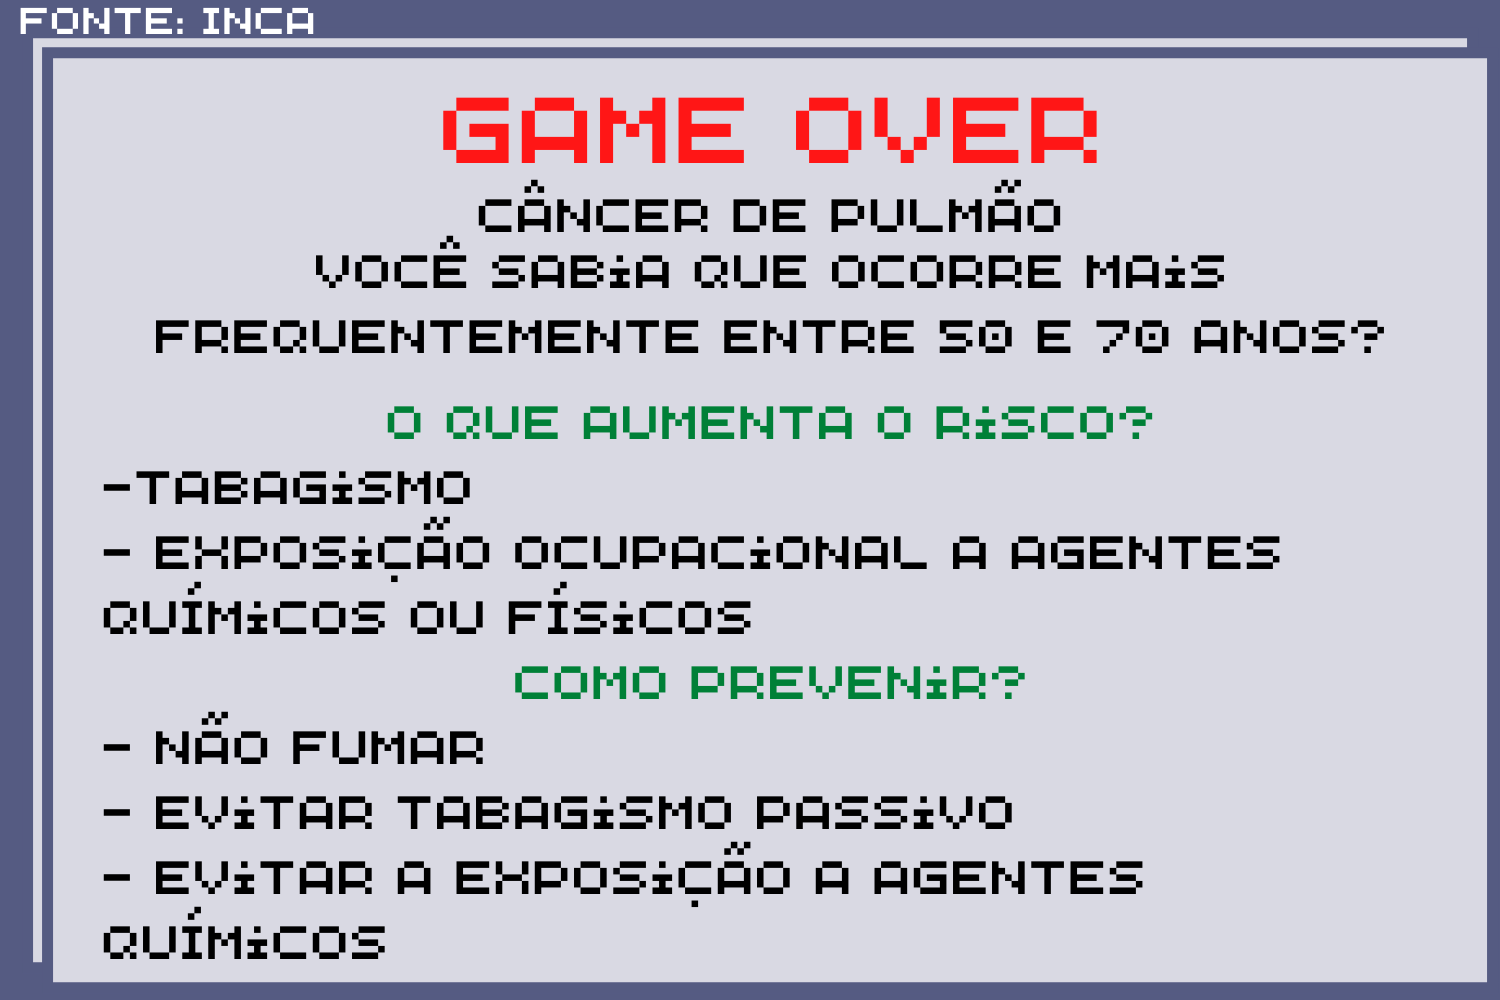 FONTE: INCA
GAME OVER
CÂNCER DE PULMÃO
VOCÊ SABiA QUE OCORRE MAiS
FREQUENTEMENTE ENTRE 50 E 70 ANOS?
O QUE AUMENTA O RiSCO?
-TABAGiSMO
- EXPOSiÇÃO OCUPACiONAL A AGENTES
QUÍMiCOS OU FÍSiCOS
COMO PREVENiR?
- NÃO FUMAR
- EViTAR TABAGiSMO PASSiVO
- EViTAR A EXPOSiÇÃO A AGENTES
QUÍMiCOS